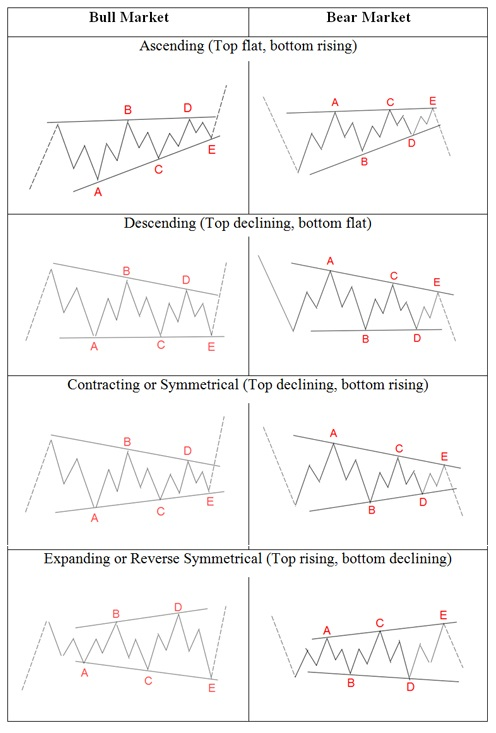 Bull Market Bear Market
Ascending (Top flat, bottom rising)
B D A C E
A C E B D
Descending (Top declining, bottom flat)
B D A C E
A C E B D
Contracting or Symmetrical (Top declining, bottom rising)
B D A C E
A C E B D
Expanding or Reverse Symmetrical (Top rising, bottom declining)
B D A C E
A C E B D